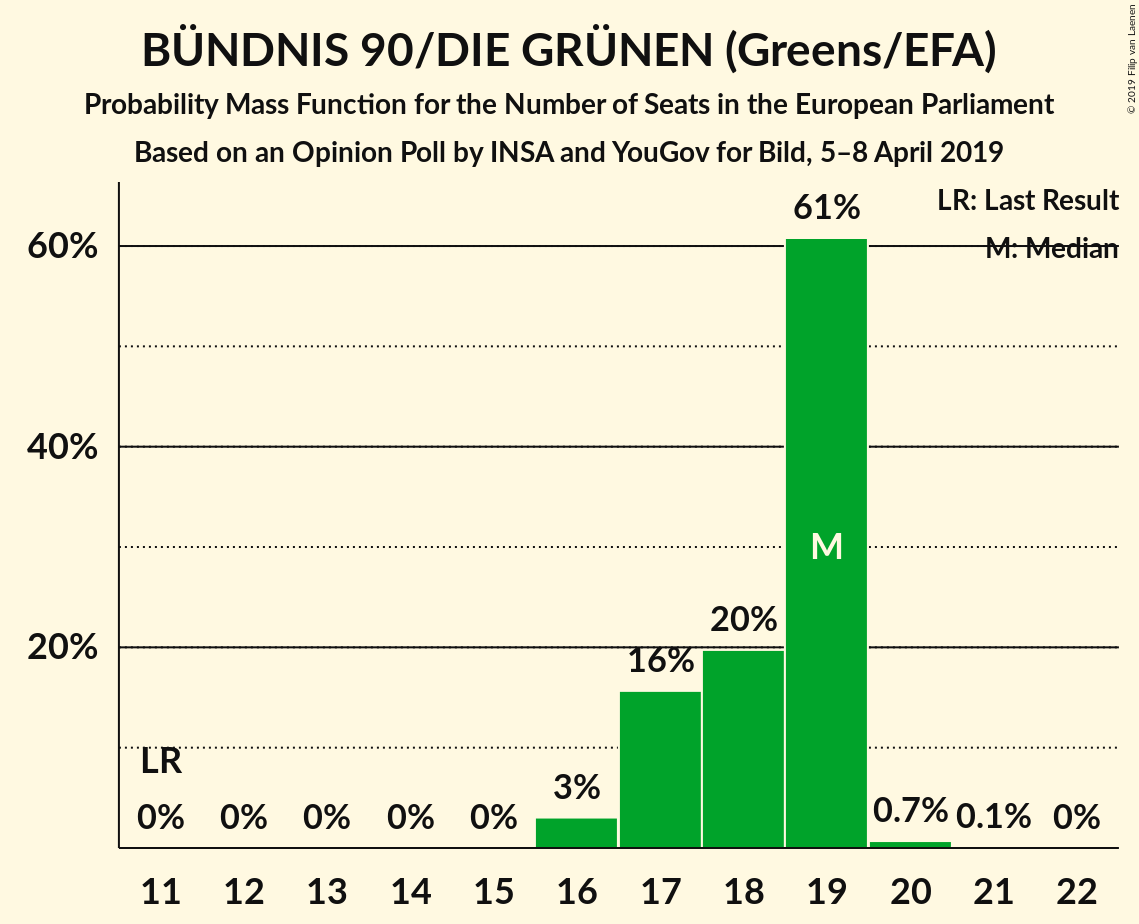 BÜNDNIS 90/DIE GRÜNEN (Greens/EFA)
Probability Mass Function for the Number of Seats in the European Parliament
Based on an Opinion Poll by INSA and YouGov for Bild, 5–8 April 2019
© 2019 Filip van Laenen
LR: Last Result
M: Median
61%
60%
40%
M
20%
20%
16%
LR
3%
0% 0% 0% 0% 0% 0.7% 0.1% 0%
11 12 13 14 15 16 17 18 19 20 21 22